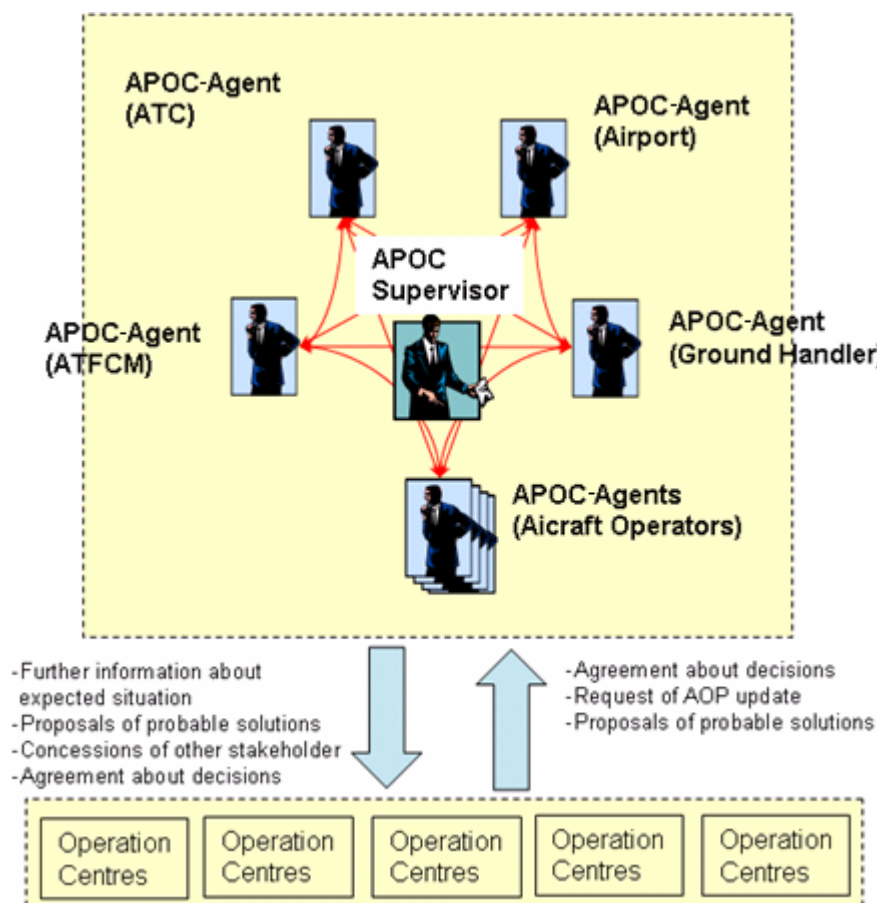 APOC-Agent
(ATC)
APOC-Agent
(Airport)
APOC
Supervisor
APOC-Agent
(ATFCM)
APOC-Agent
(Ground Handler)
APOC-Agents
(Aicraft Operators)
-Further information about
expected situation
-Proposals of probable solutions
-Concessions of other stakeholder
-Agreement about decisions
-Agreement about decisions
-Request of AOP update
-Proposals of probable solutions
Operation
Centres
Operation
Centres
Operation
Centres
Operation
Centres
Operation
Centres